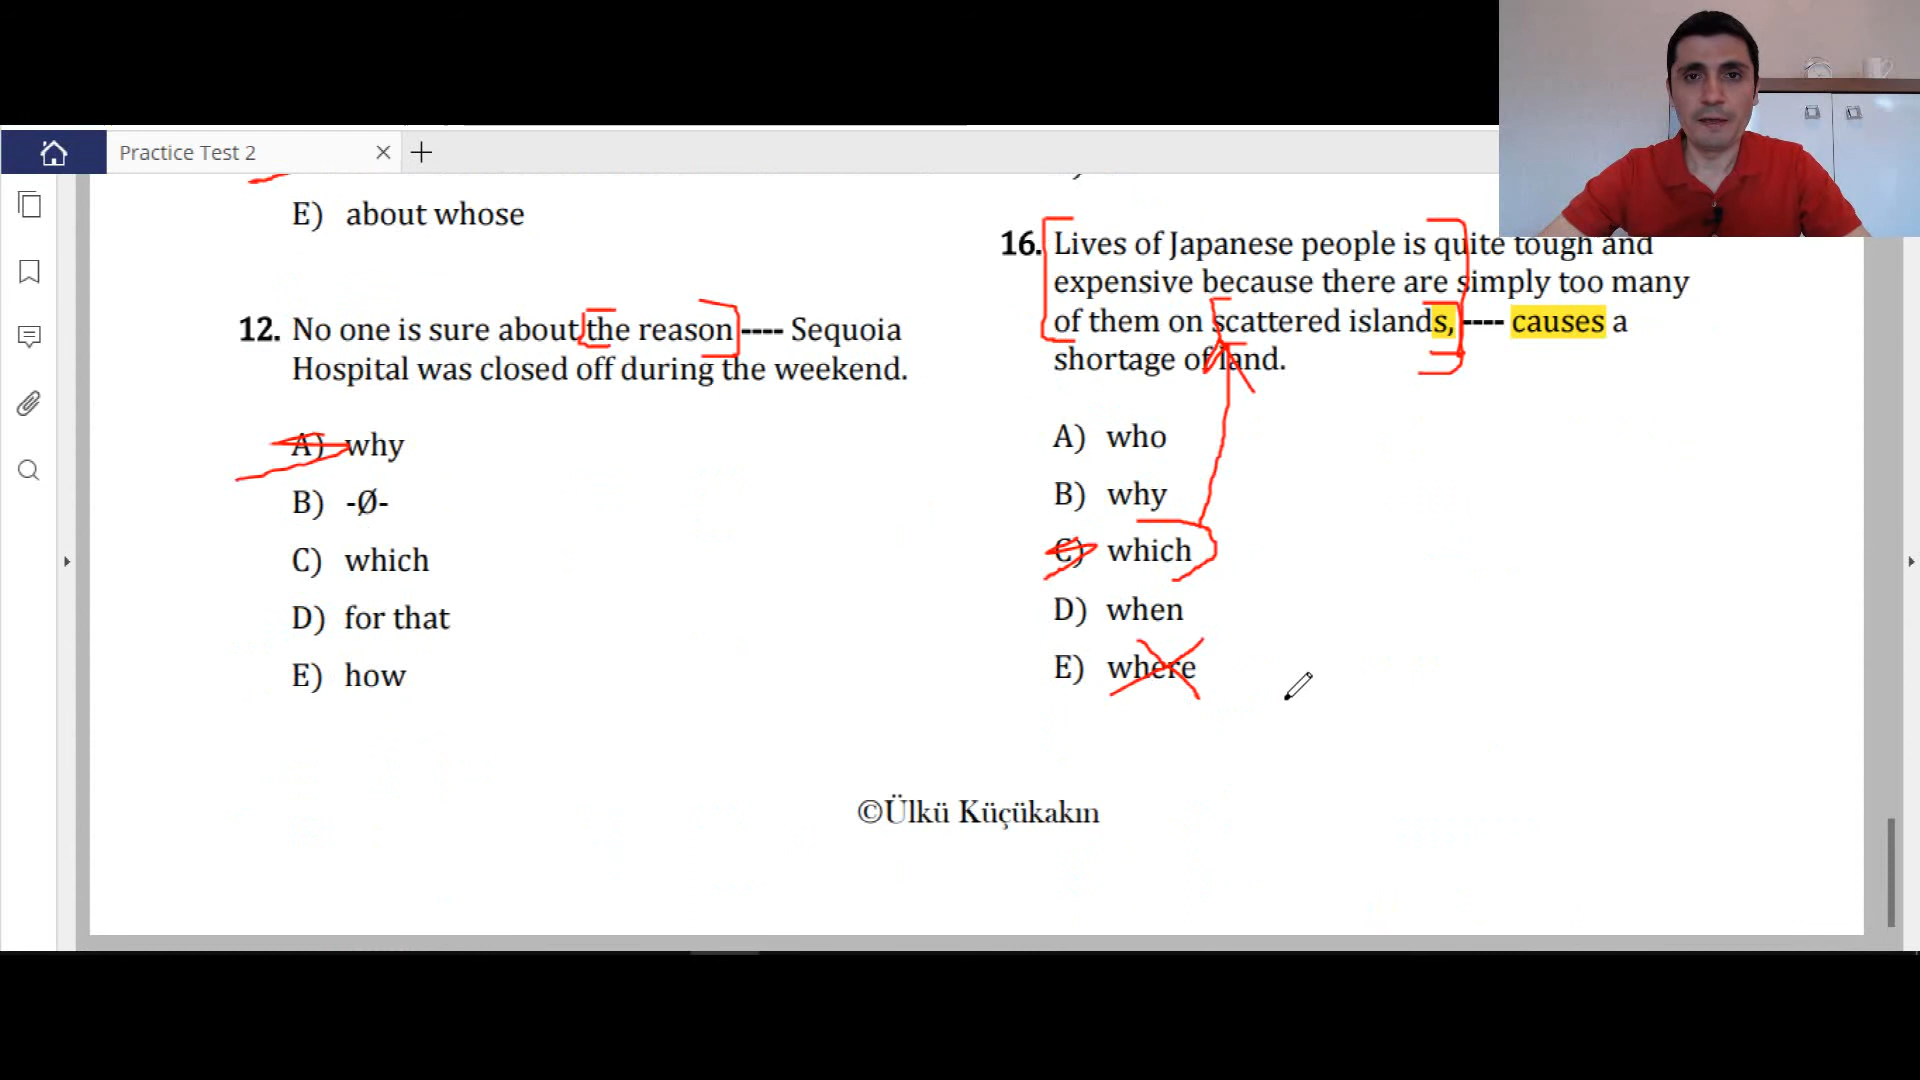 Practice Test 2
E) about whose
12. No one is sure about the reason ---- Sequoia
Hospital was closed off during the weekend.
A) why
B) -Ø-
C) which
D) for that
E) how
16. Lives of Japanese people is quite tough and
expensive because there are simply too many
of them on scattered islands, ---- causes a
shortage of land.
A) who
B) why
C) which
D) when
E) where
©Ülkü Küçükakın